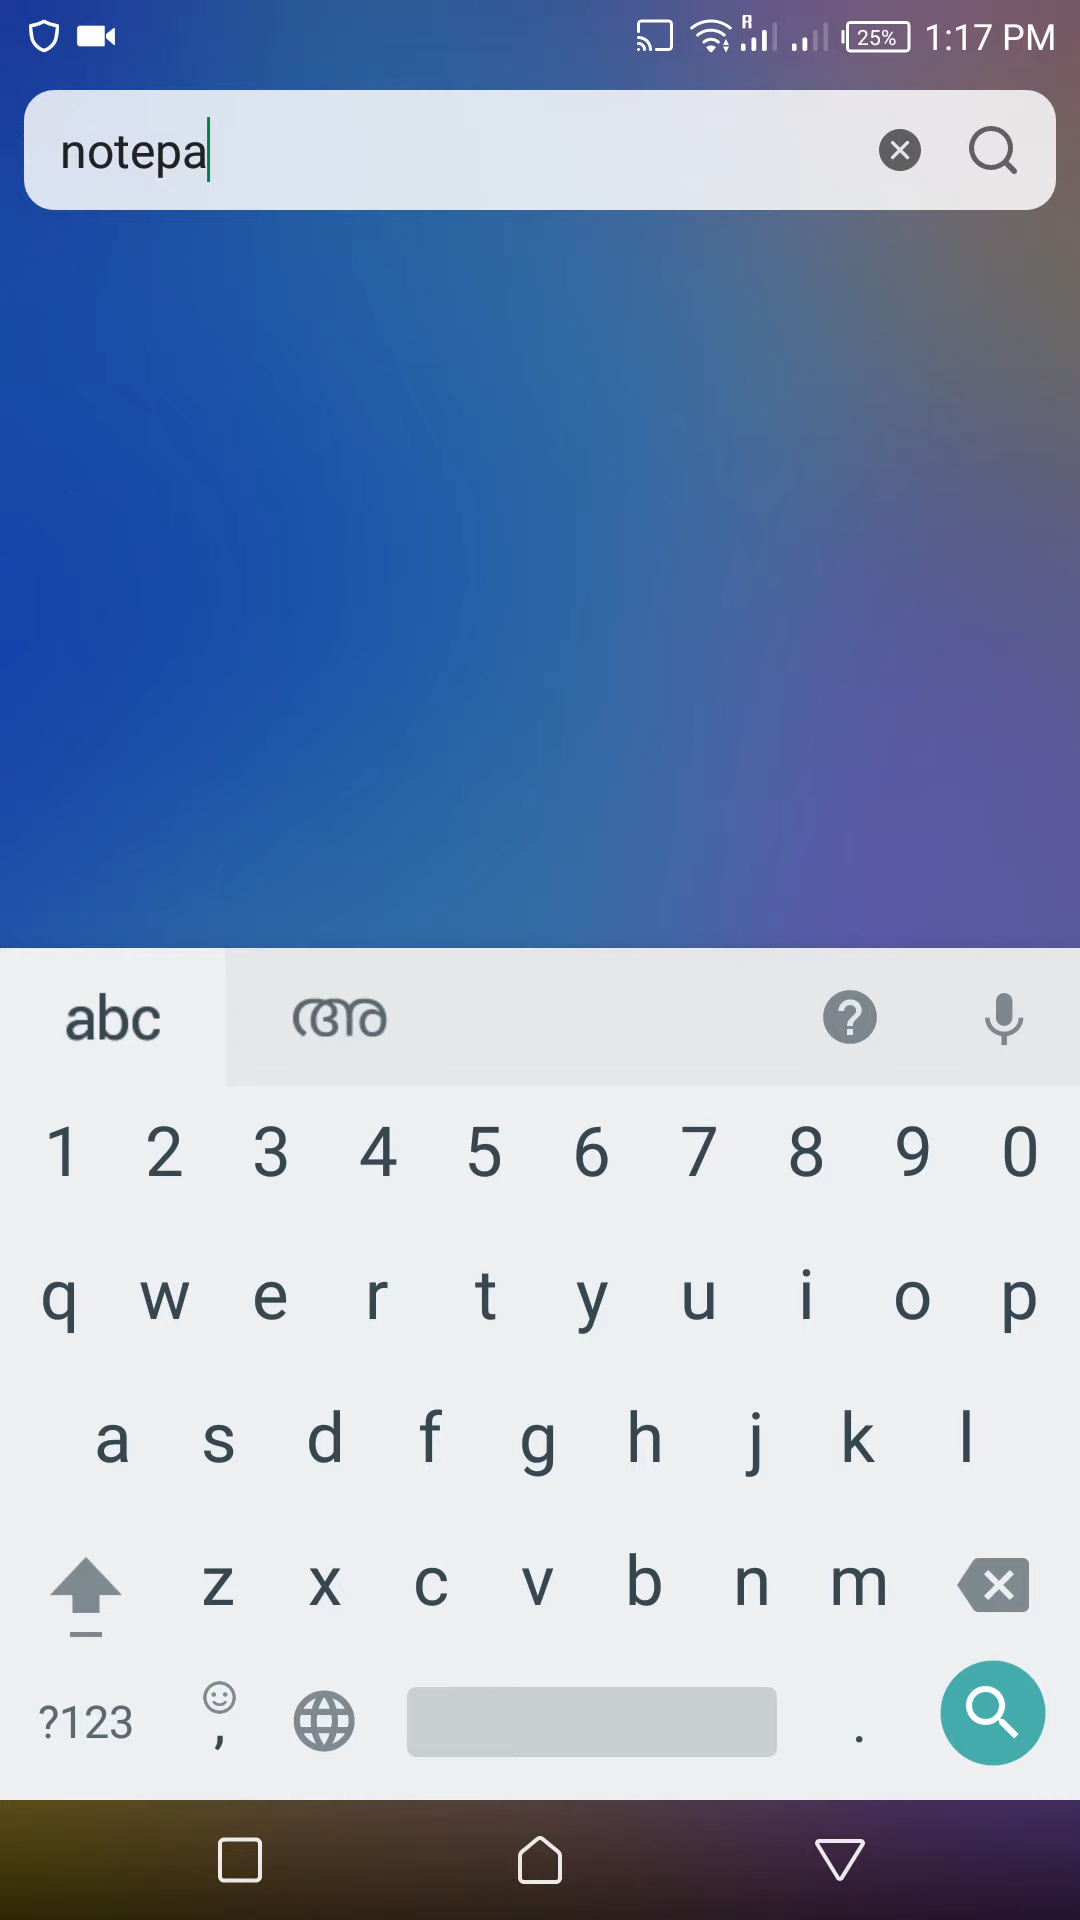 25% 1:17 PM
notepa
abc അ
1 2 3 4 5 6 7 8 9 0
q w e r t y u i o p
a s d f g h j k l
z x c v b n m
?123 , .